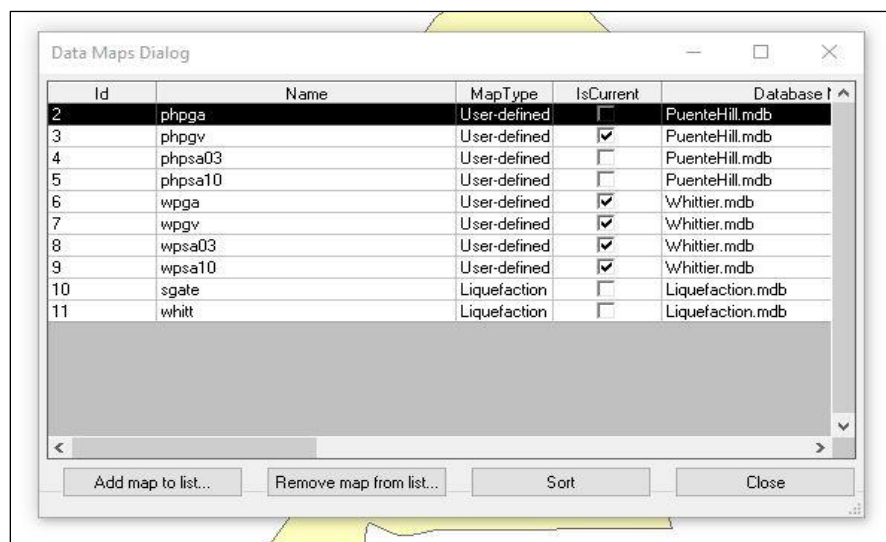 Data Maps Dialog
Id Name MapType IsCurrent Database N
2 phpga User-defined PuenteHill.mdb
3 phpgv User-defined PuenteHill.mdb
4 phpsa03 User-defined PuenteHill.mdb
5 phpsa10 User-defined PuenteHill.mdb
6 wpga User-defined Whittier.mdb
7 wpgv User-defined Whittier.mdb
8 wpsa03 User-defined Whittier.mdb
9 wpsa10 User-defined Whittier.mdb
10 sgate Liquefaction Liquefaction.mdb
11 whitt Liquefaction Liquefaction.mdb
Add map to list... Remove map from list... Sort Close